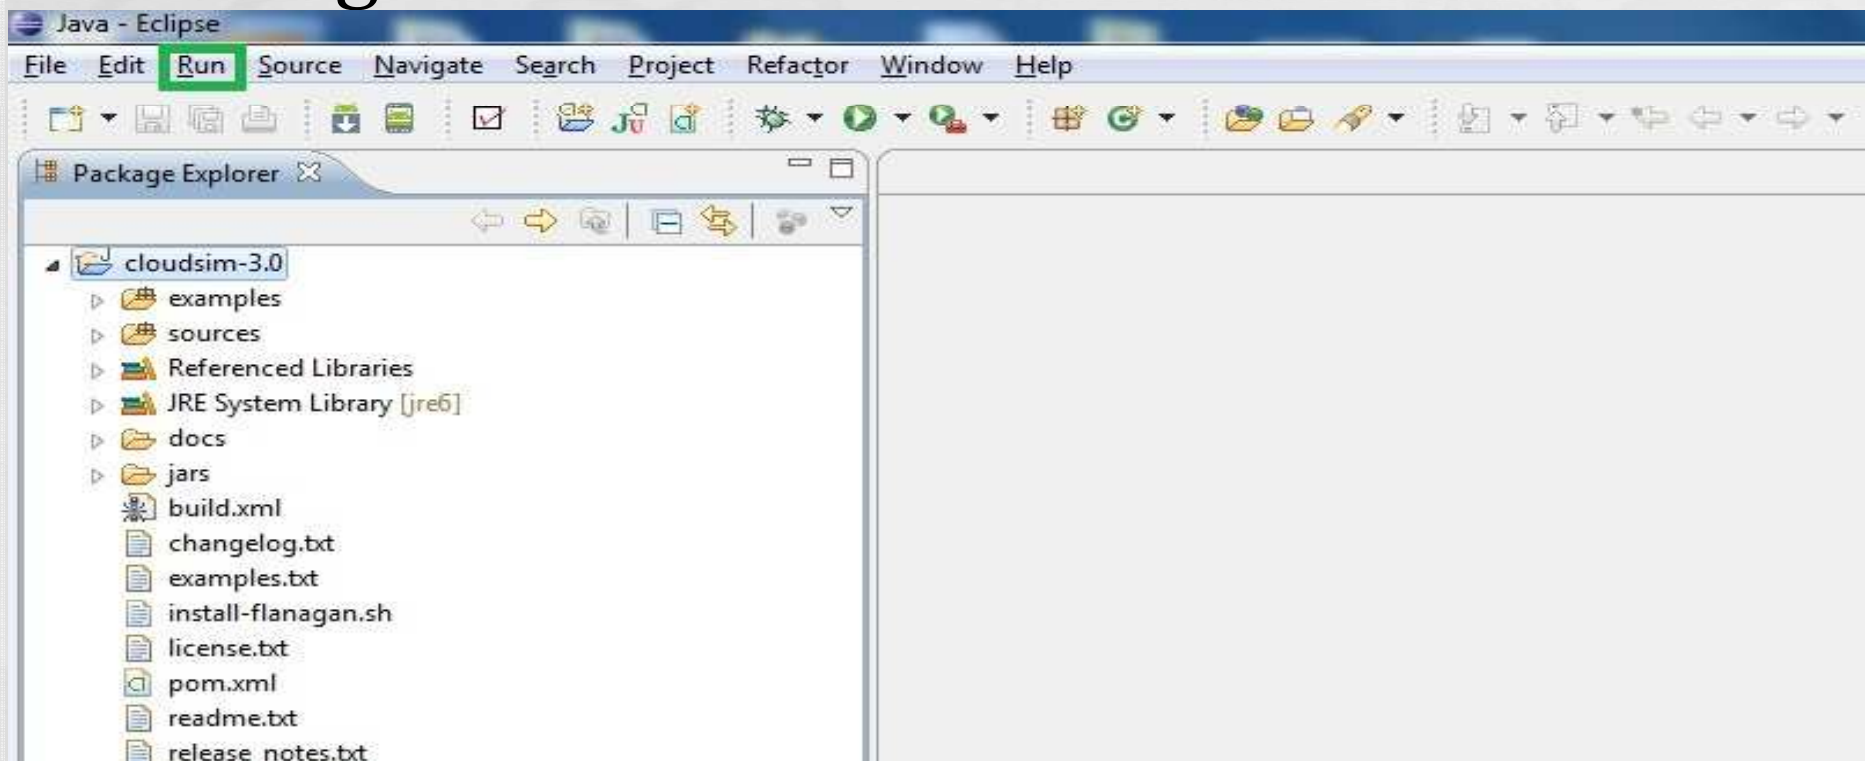 Java - Eclipse
File Edit Run Source Navigate Search Project Refactor Window Help
Package Explorer
cloudsim-3.0
examples
sources
Referenced Libraries
JRE System Library [jre6]
docs
jars
build.xml
changelog.txt
examples.txt
install-flanagan.sh
license.txt
pom.xml
readme.txt
release_notes.txt